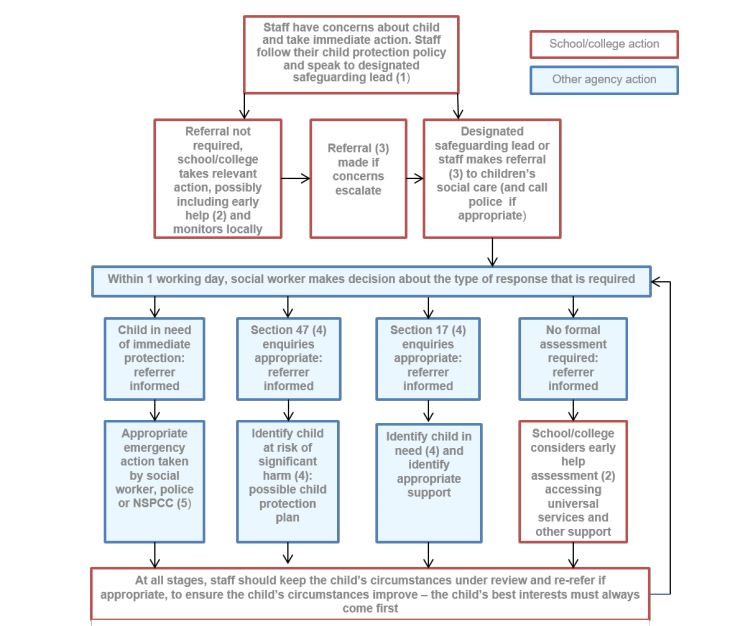 Staff have concerns about child
and take immediate action. Staff
follow their child protection policy
and speak to designated
safeguarding lead (1)
School/college action
Other agency action
Referral not
required,
school/college
takes relevant
action, possibly
including early
help (2) and
monitors locally
Referral (3)
made if
concerns
escalate
Designated
safeguarding lead or
staff makes referral
(3) to children's
social care (and call
police if
appropriate)
Within 1 working day, social worker makes decision about the type of response that is required
Child in need
of immediate
protection:
referrer
informed
Section 47 (4)
enquiries
appropriate:
referrer
informed
Section 17 (4)
enquiries
appropriate:
referrer
informed
No formal
assessment
required:
referrer
informed
Appropriate
emergency
action taken
by social
worker, police
or NSPCC (5)
Identify child
at risk of
significant
harm (4):
possible child
protection
plan
Identify child in
need (4) and
identify
appropriate
support
School/college
considers early
help
assessment (2)
accessing
universal
services and
other support
At all stages, staff should keep the child's circumstances under review and re-refer if
appropriate, to ensure the child's circumstances improve – the child's best interests must always
come first